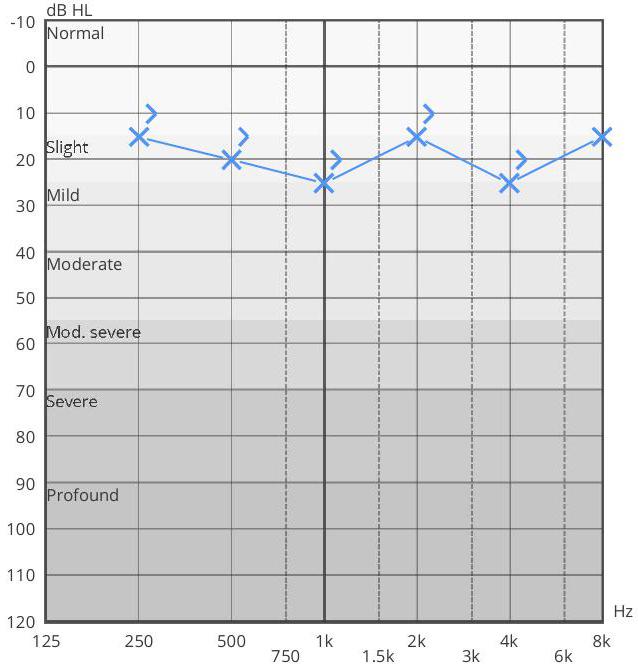 dB HL
-10
Normal
0
10
Slight
20
Mild
30
40
Moderate
50
Mod. severe
60
70
Severe
80
90
Profound
100
110
120
Hz
125 250 500 1k 2k 4k 8k
750 1.5k 3k 6k